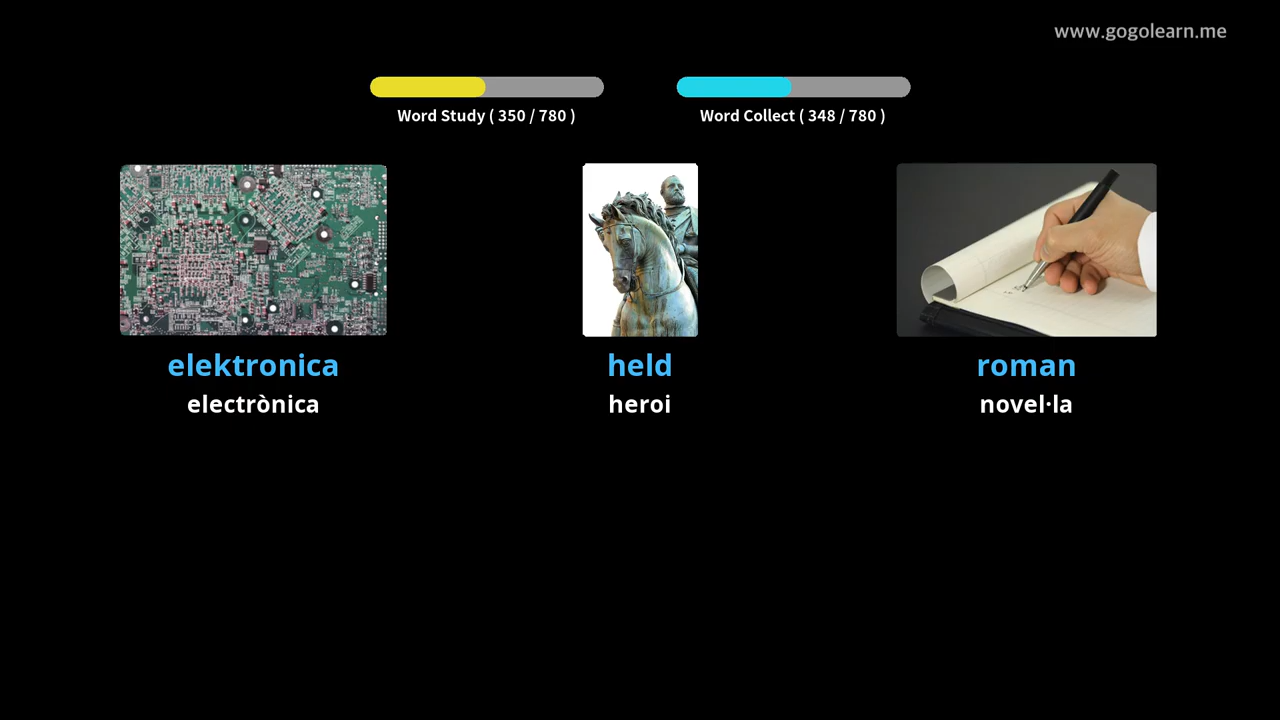 www.gogolearn.me
Word Study ( 350 / 780 )
Word Collect ( 348 / 780 )
elektronica
electrònica
held
heroi
roman
novel·la